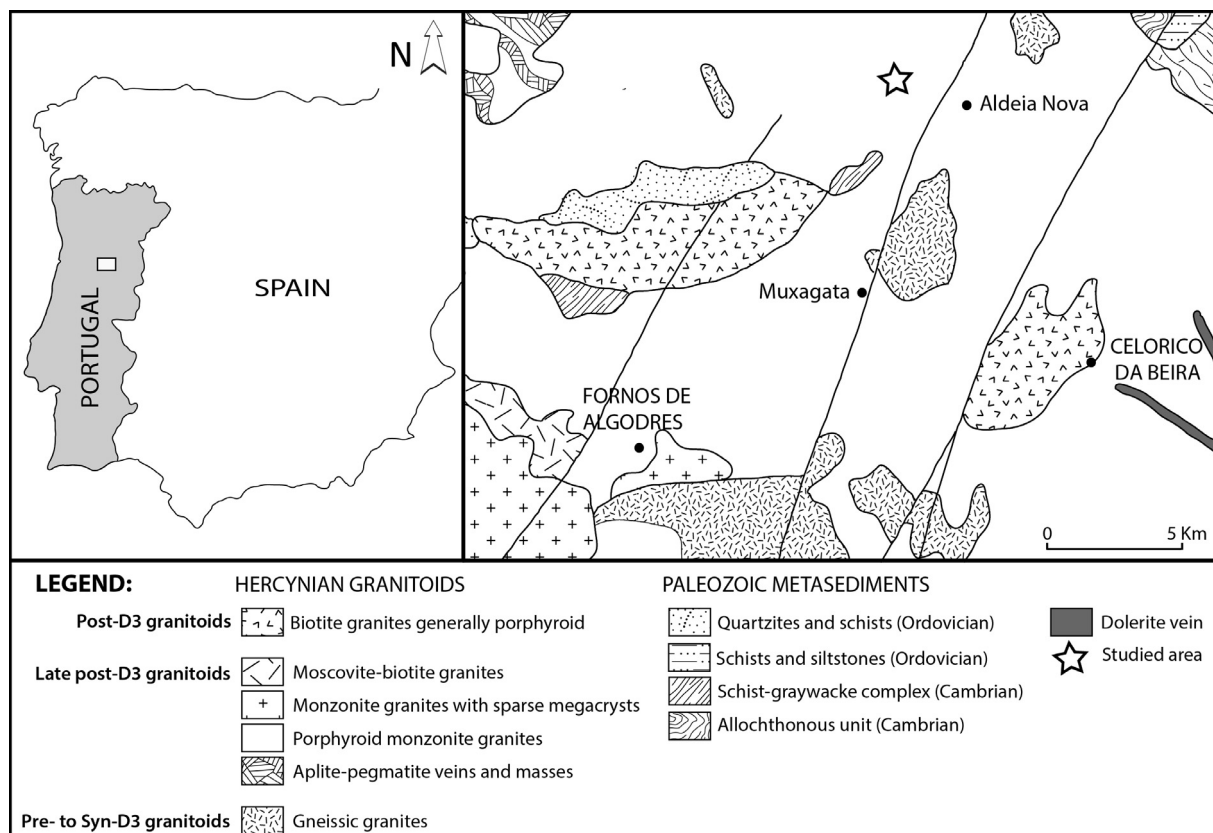 N
SPAIN
PORTUGAL
Aldeia Nova
Muxagata
CELORICO
DA BEIRA
FORNOS DE
ALGODRES
0 5 Km
LEGEND:
HERCYNIAN GRANITOIDS
Post-D3 granitoids
Biotite granites generally porphyroid
Late post-D3 granitoids
Moscovite-biotite granites
Monzonite granites with sparse megacrysts
Porphyroid monzonite granites
Aplite-pegmatite veins and masses
Pre- to Syn-D3 granitoids
Gneissic granites
PALEOZOIC METASEDIMENTS
Quartzites and schists (Ordovician)
Schists and siltstones (Ordovician)
Schist-graywacke complex (Cambrian)
Allochthonous unit (Cambrian)
Dolerite vein
Studied area